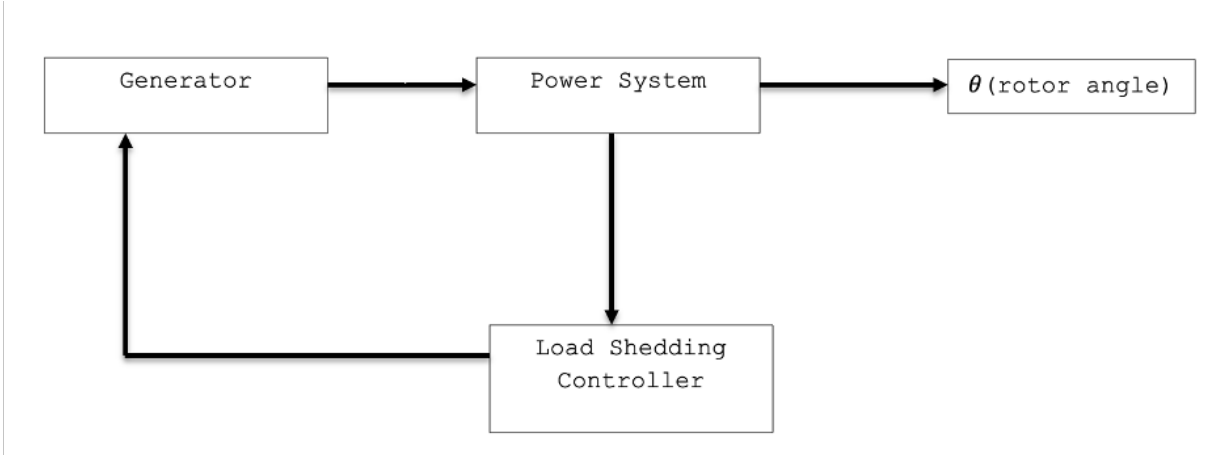 Generator
Power System
θ(rotor angle)
Load Shedding
Controller